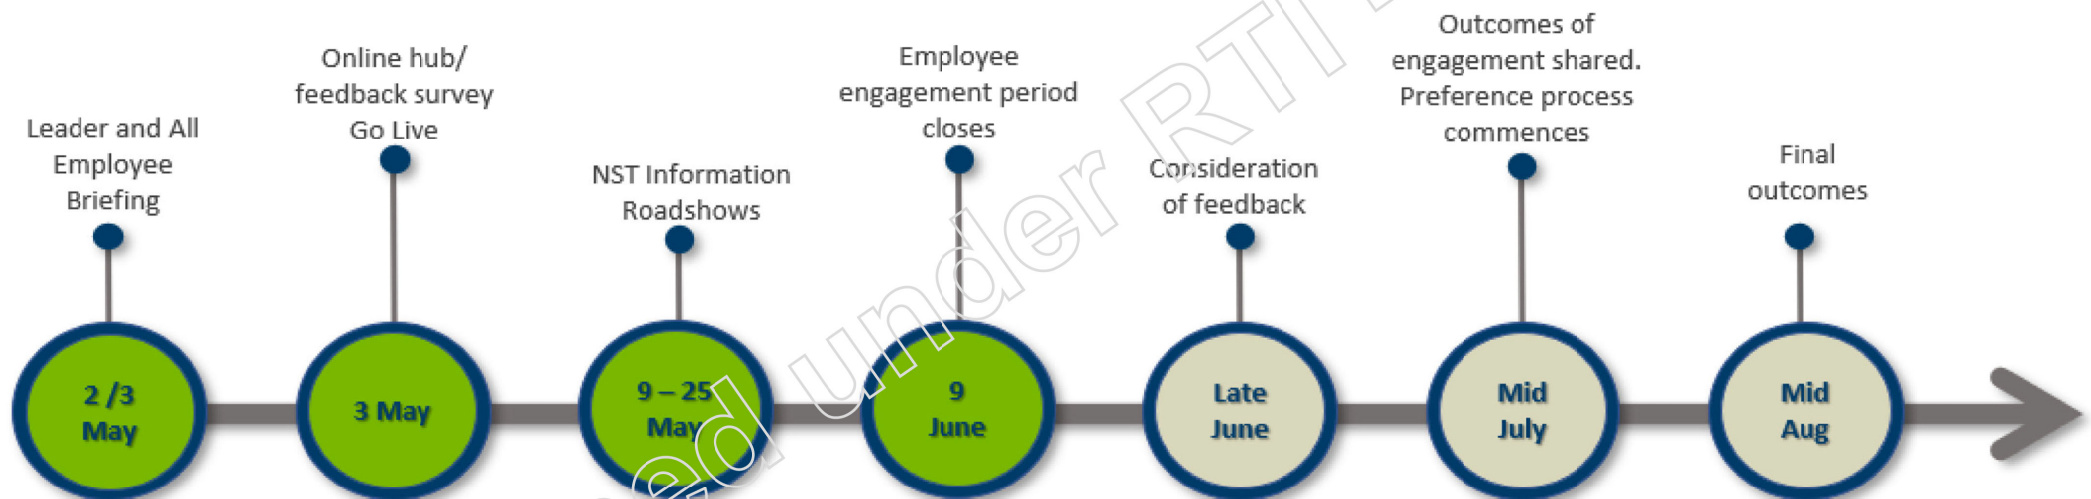 Leader and All
Employee
Briefing
Online hub/
feedback survey
Go Live
NST Information
Roadshows
Employee
engagement period
closes
Consideration
of feedback
Outcomes of
engagement shared.
Preference process
commences
Final
outcomes
2 /3
May
3 May
9 – 25
May
9
June
Late
June
Mid
July
Mid
Aug
under RTI